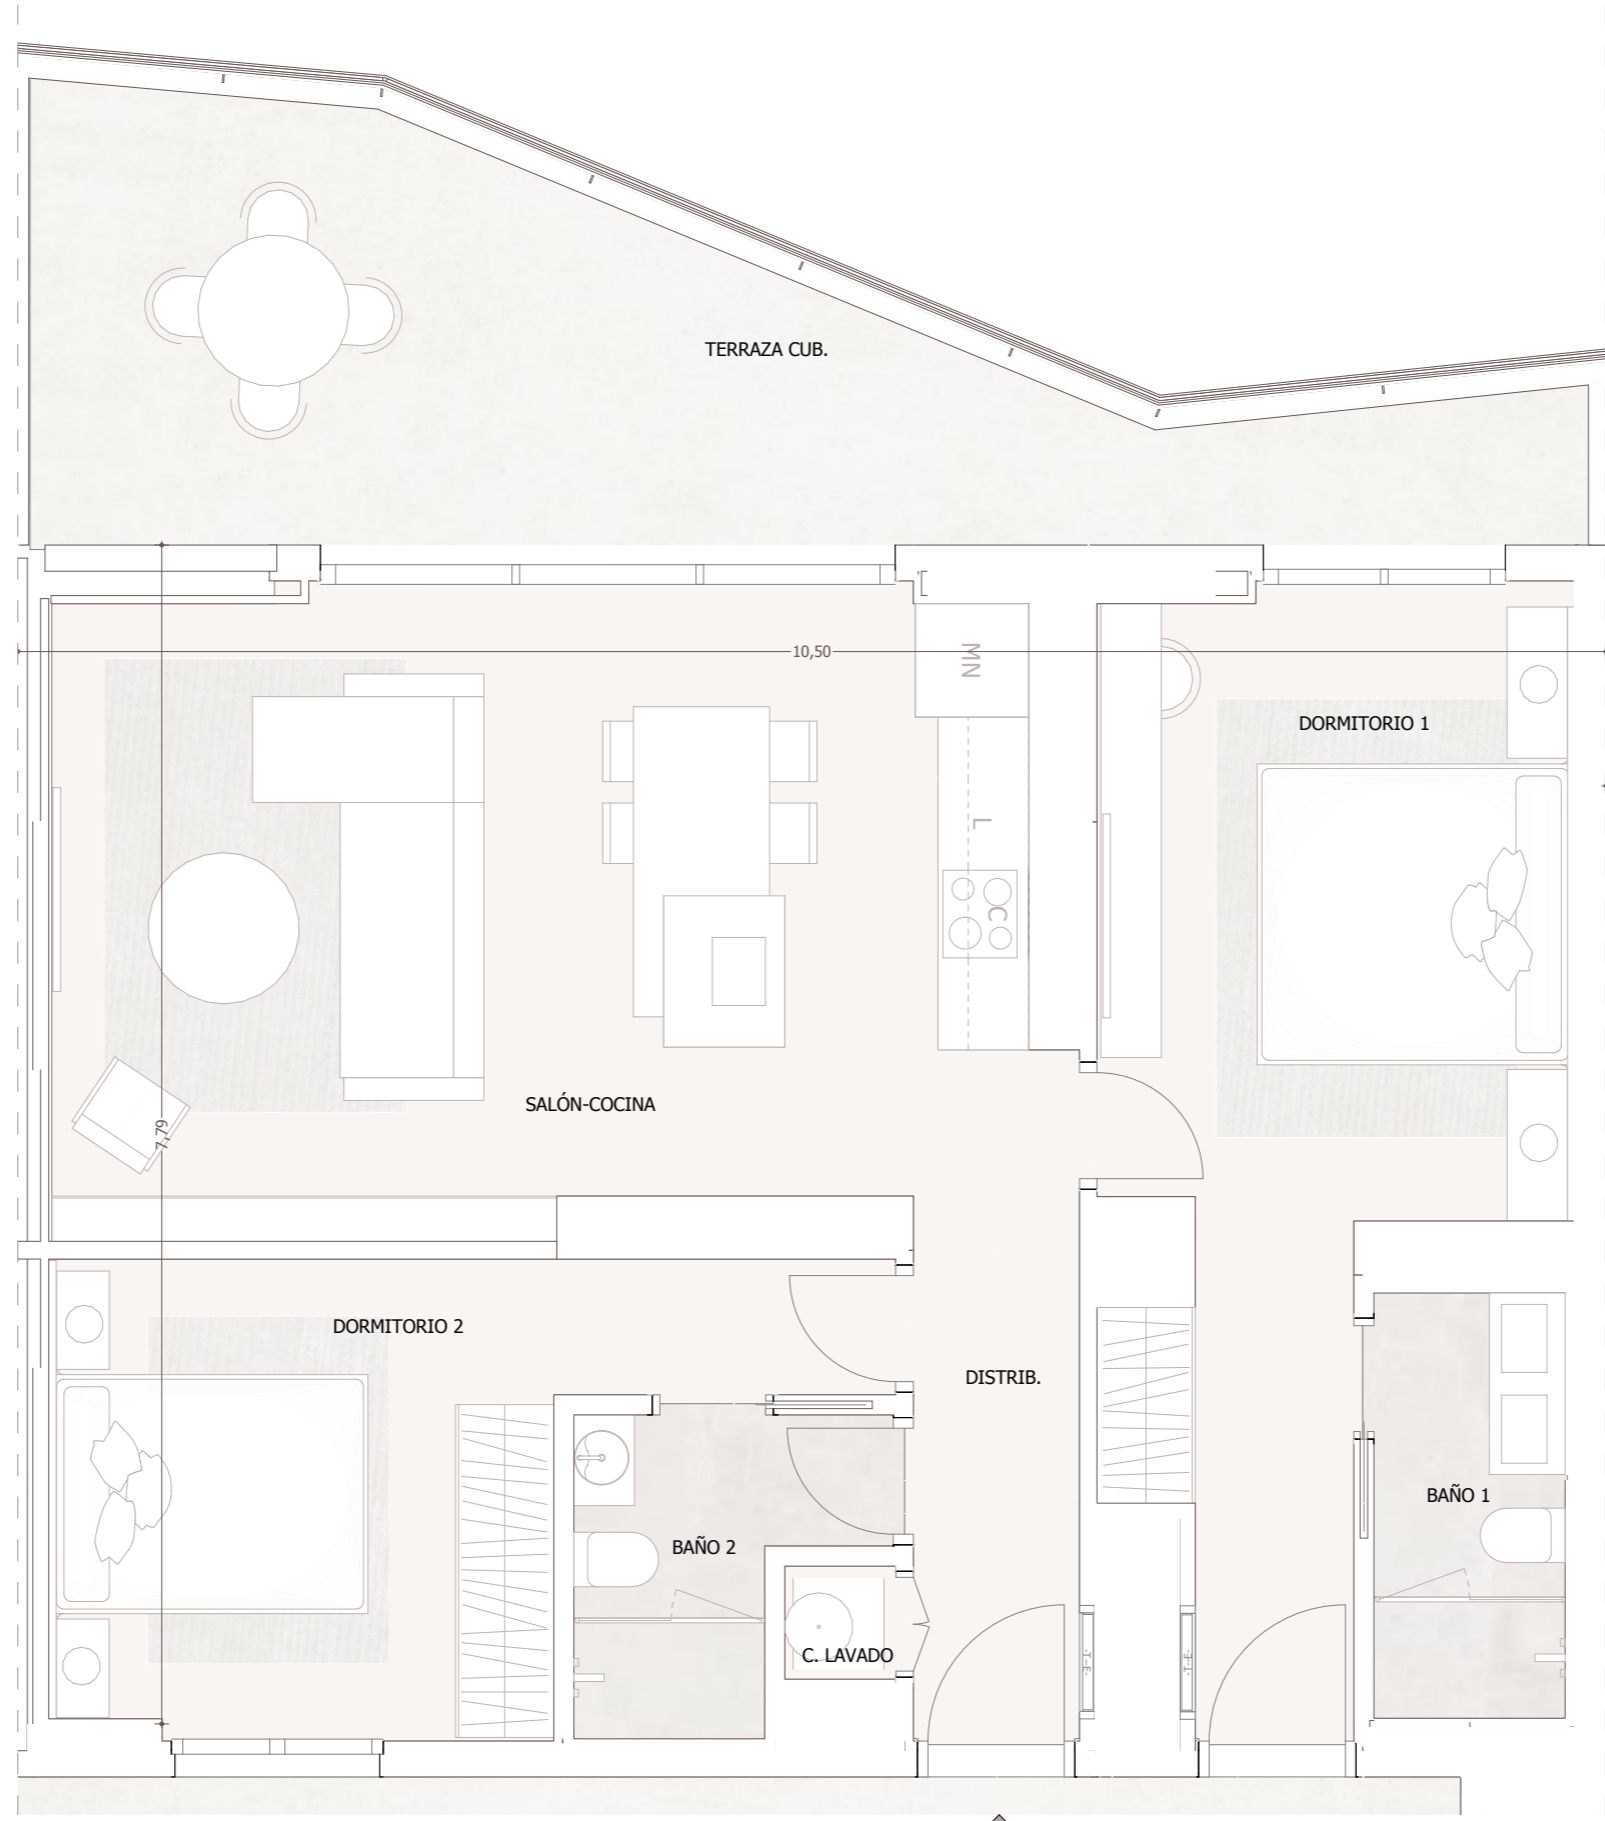 TERRAZA CUB.
10,50
MN
DORMITORIO 1
L
C
SALÓN-COCINA
7,79
DORMITORIO 2
DISTRIB.
BAÑO 1
BAÑO 2
C. LAVADO
-T-E-
-T-E-